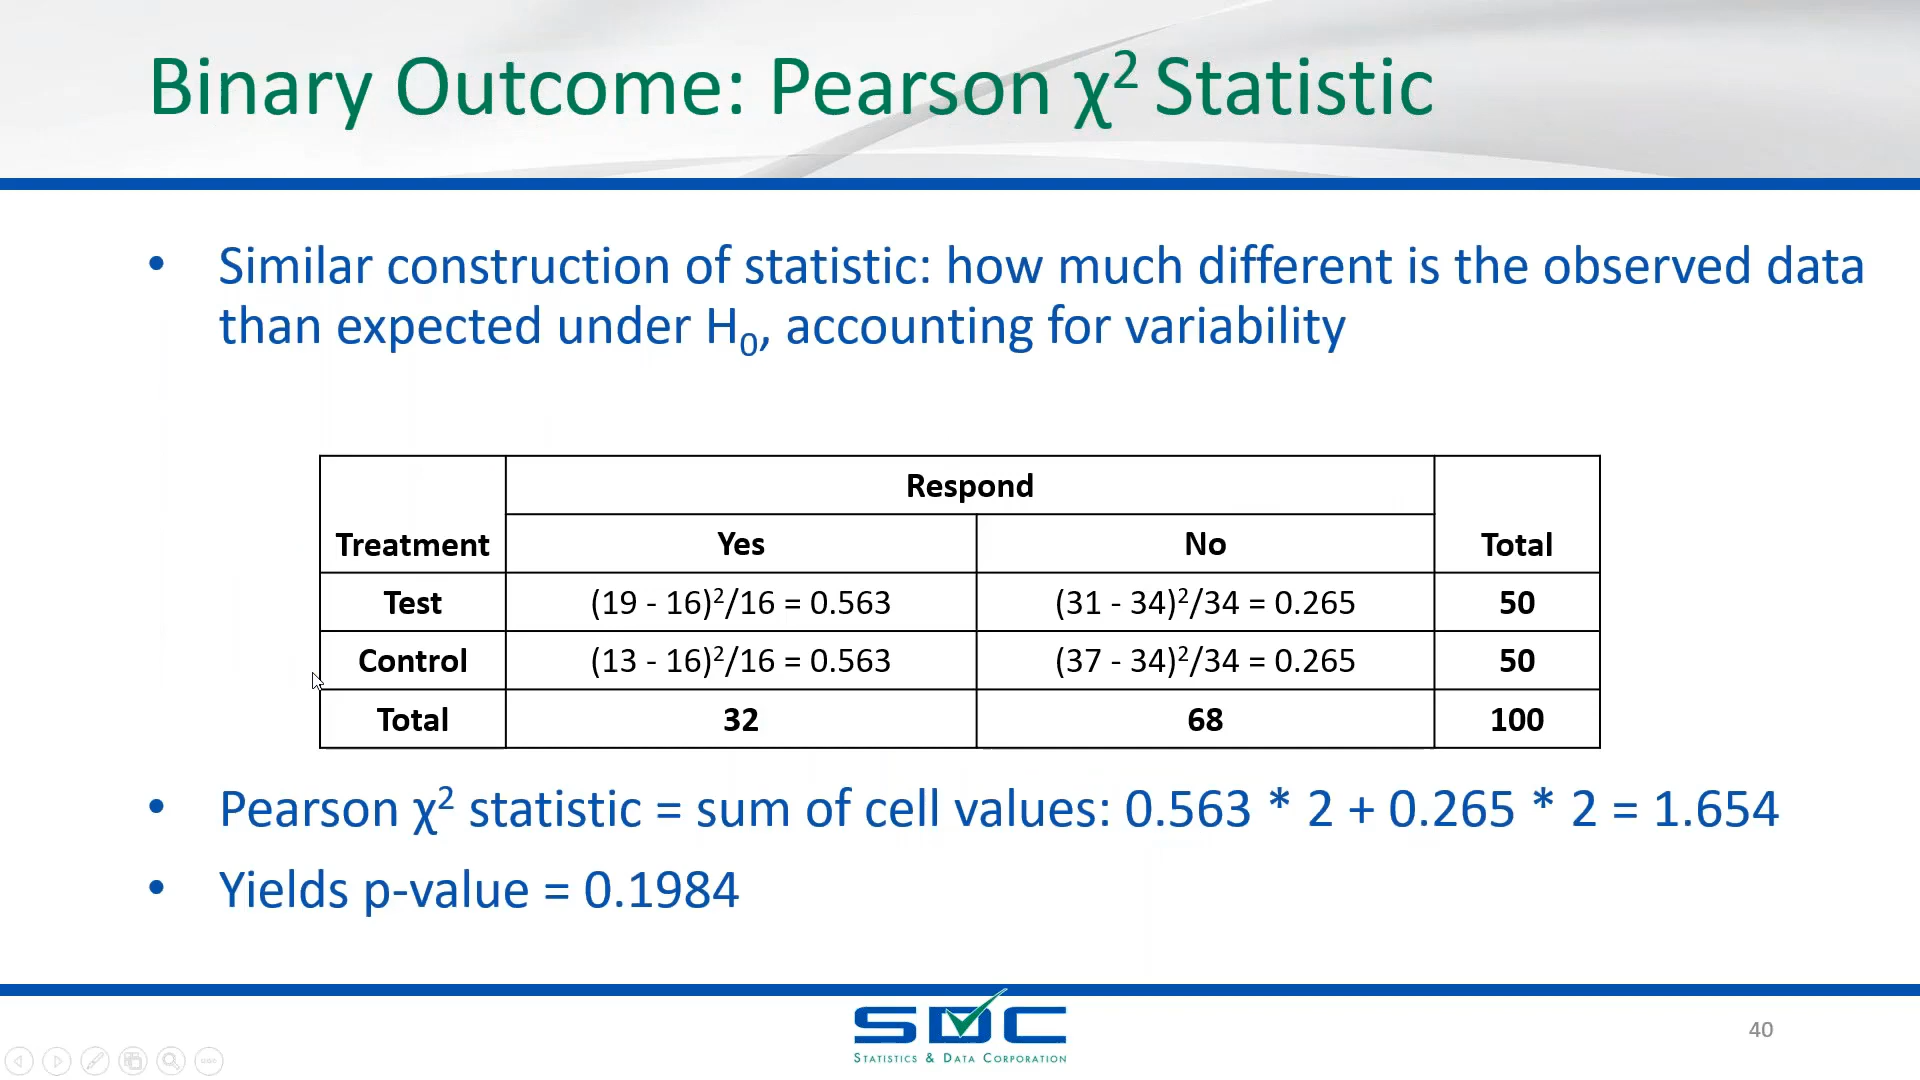 Binary Outcome: Pearson χ² Statistic
• Similar construction of statistic: how much different is the observed data
than expected under H₀, accounting for variability
Respond
Treatment Yes No Total
Test (19 - 16)²/16 = 0.563 (31 - 34)²/34 = 0.265 50
Control (13 - 16)²/16 = 0.563 (37 - 34)²/34 = 0.265 50
Total 32 68 100
• Pearson χ² statistic = sum of cell values: 0.563 * 2 + 0.265 * 2 = 1.654
• Yields p-value = 0.1984
SDC
STATISTICS & DATA CORPORATION
40